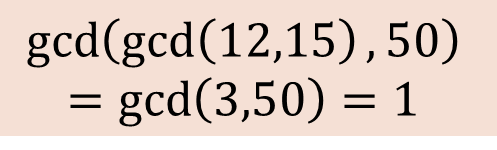 gcd(gcd(12,15),50)
= gcd(3,50) = 1